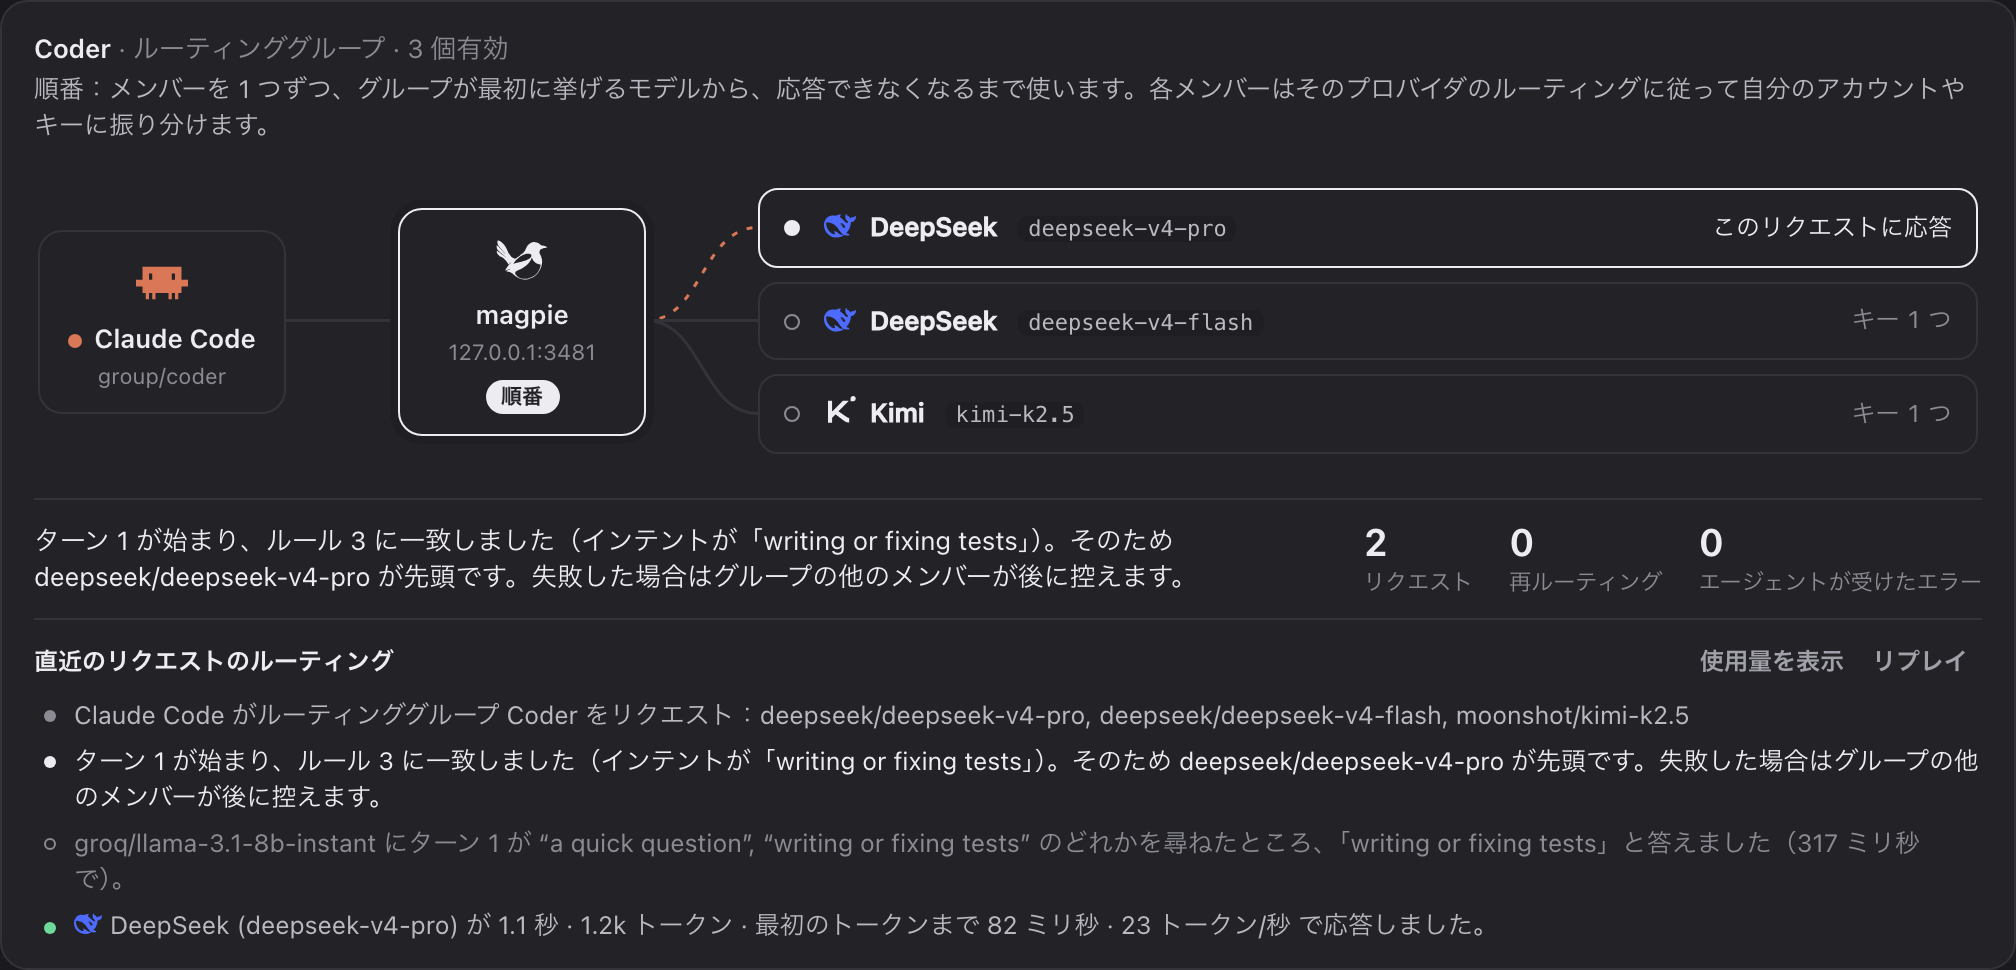 Coder · ルーティンググループ · 3 個有効
順番：メンバーを 1 つずつ、グループが最初に挙げるモデルから、応答できなくなるまで使います。各メンバーはそのプロバイダのルーティングに従って自分のアカウントや
キーに振り分けます。
Claude Code
group/coder
magpie
127.0.0.1:3481
順番
DeepSeek deepseek-v4-pro このリクエストに応答
DeepSeek deepseek-v4-flash キー 1 つ
Kimi kimi-k2.5 キー 1 つ
ターン 1 が始まり、ルール 3 に一致しました（インテントが「writing or fixing tests」）。そのため
deepseek/deepseek-v4-pro が先頭です。失敗した場合はグループの他のメンバーが後に控えます。
2 リクエスト
0 再ルーティング
0 エージェントが受けたエラー
直近のリクエストのルーティング 使用量を表示 リプレイ
Claude Code がルーティンググループ Coder をリクエスト：deepseek/deepseek-v4-pro, deepseek/deepseek-v4-flash, moonshot/kimi-k2.5
ターン 1 が始まり、ルール 3 に一致しました（インテントが「writing or fixing tests」）。そのため deepseek/deepseek-v4-pro が先頭です。失敗した場合はグループの他
のメンバーが後に控えます。
groq/llama-3.1-8b-instant にターン 1 が “a quick question”, “writing or fixing tests” のどれかを尋ねたところ、「writing or fixing tests」と答えました（317 ミリ秒
で）。
DeepSeek (deepseek-v4-pro) が 1.1 秒 · 1.2k トークン · 最初のトークンまで 82 ミリ秒 · 23 トークン/秒 で応答しました。